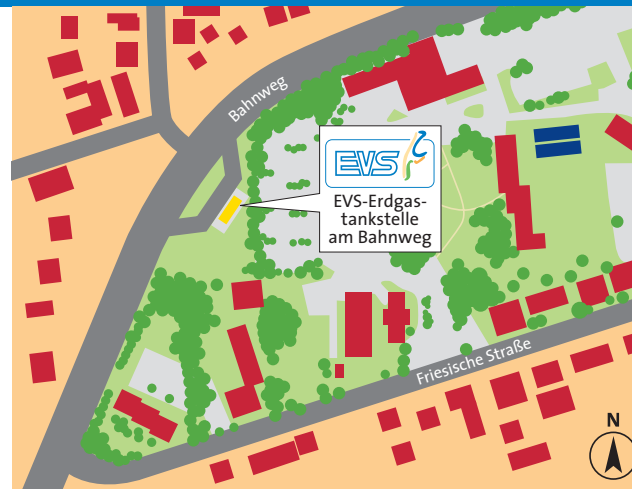 Bahnweg
EVS
EVS-Erdgas-
tankstelle
am Bahnweg
Friesische Straße
N